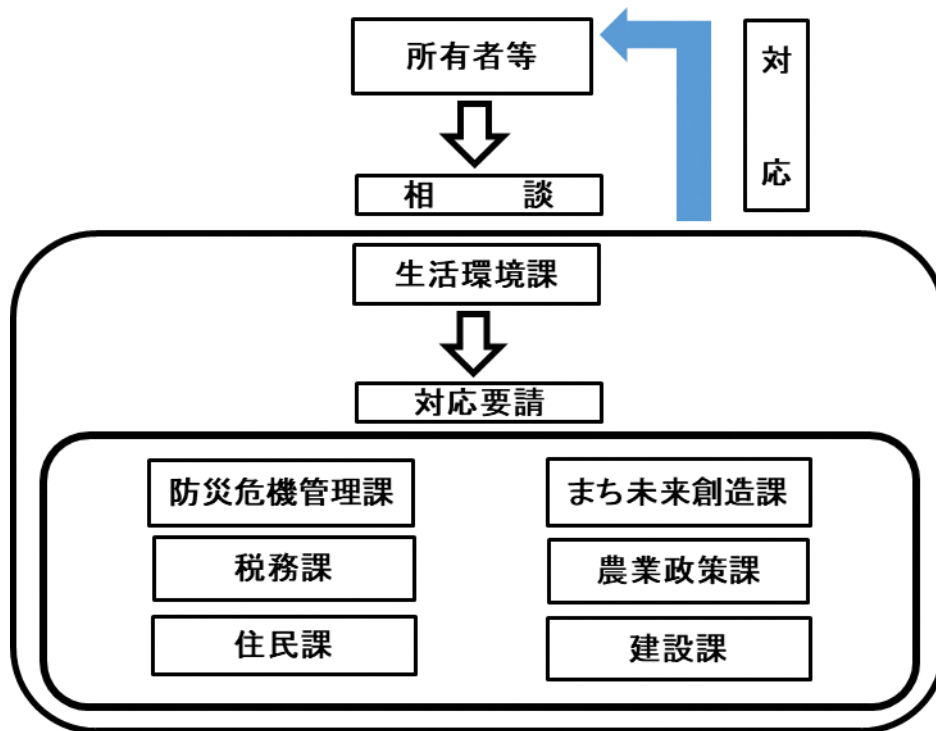 所有者等
対応
相談
生活環境課
対応要請
防災危機管理課
まち未来創造課
税務課
農業政策課
住民課
建設課